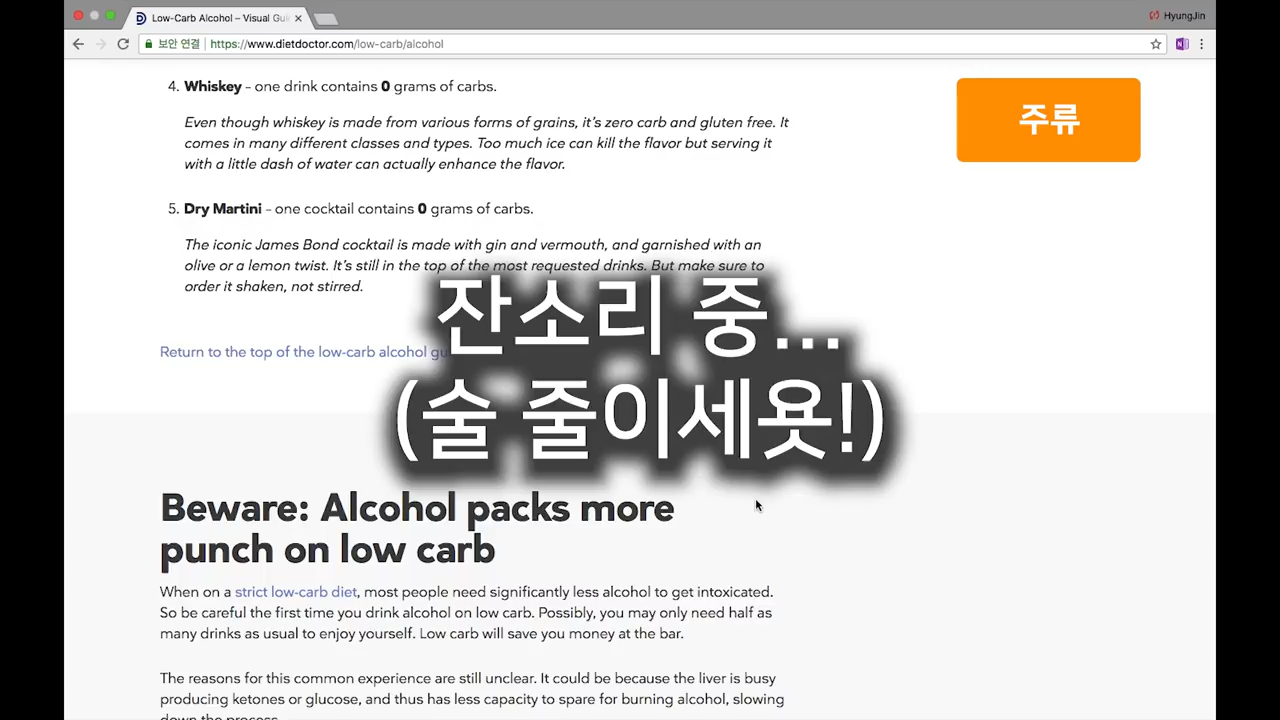 Low-Carb Alcohol – Visual Gui
HyungJin
보안 연결 https://www.dietdoctor.com/low-carb/alcohol
4. Whiskey – one drink contains 0 grams of carbs.
주류
Even though whiskey is made from various forms of grains, it's zero carb and gluten free. It
comes in many different classes and types. Too much ice can kill the flavor but serving it
with a little dash of water can actually enhance the flavor.
5. Dry Martini – one cocktail contains 0 grams of carbs.
The iconic James Bond cocktail is made with gin and vermouth, and garnished with an
olive or a lemon twist. It's still in the top of the most requested drinks. But make sure to
order it shaken, not stirred.
잔소리 중...
(술 줄이세욧!)
Return to the top of the low-carb alcohol gu
Beware: Alcohol packs more
punch on low carb
When on a strict low-carb diet, most people need significantly less alcohol to get intoxicated.
So be careful the first time you drink alcohol on low carb. Possibly, you may only need half as
many drinks as usual to enjoy yourself. Low carb will save you money at the bar.
The reasons for this common experience are still unclear. It could be because the liver is busy
producing ketones or glucose, and thus has less capacity to spare for burning alcohol, slowing
down the process.